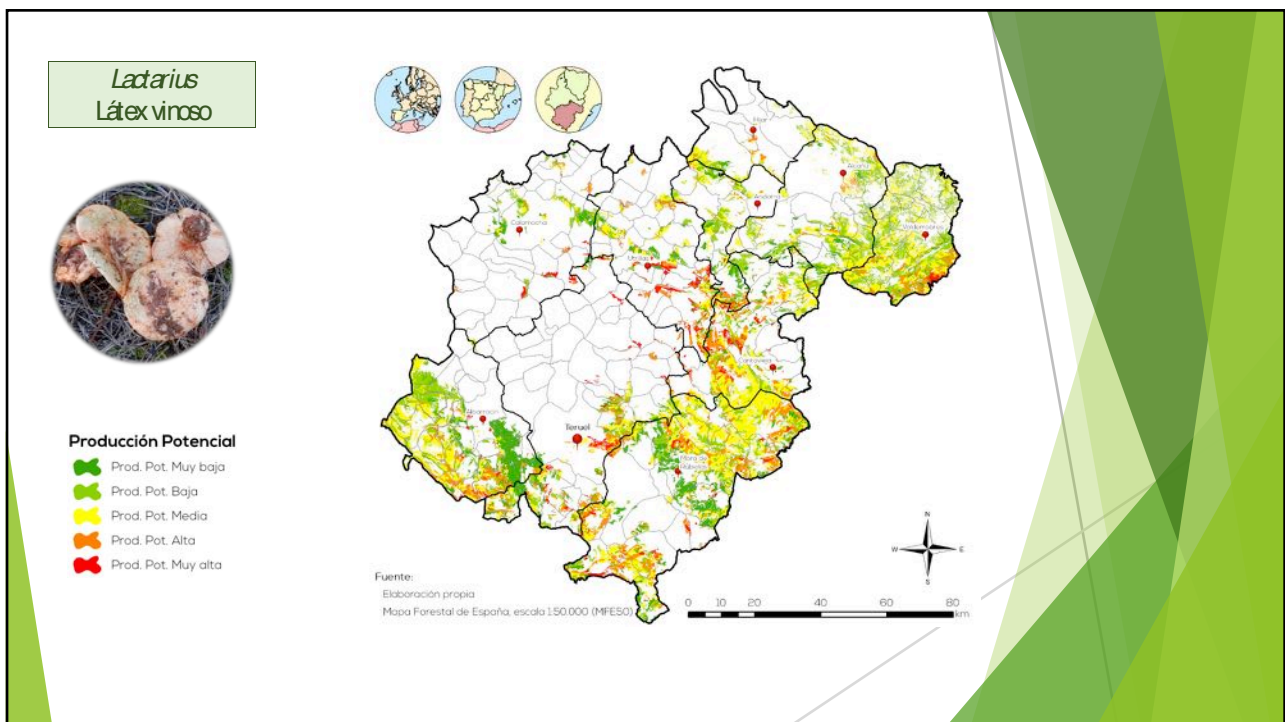 Lactarius
Látex vinoso
Híjar
Alcañiz
Andorra
Calamocha
Valderrobres
Utrillas
Cantavieja
Albarracín
Teruel
Mora de
Rubielos
Producción Potencial
Prod. Pot. Muy baja
Prod. Pot. Baja
Prod. Pot. Media
Prod. Pot. Alta
Prod. Pot. Muy alta
N
W
E
S
Fuente:
Elaboración propia
Mapa Forestal de España, escala 1:50.000 (MFE50)
0 10 20 40 60 80
km